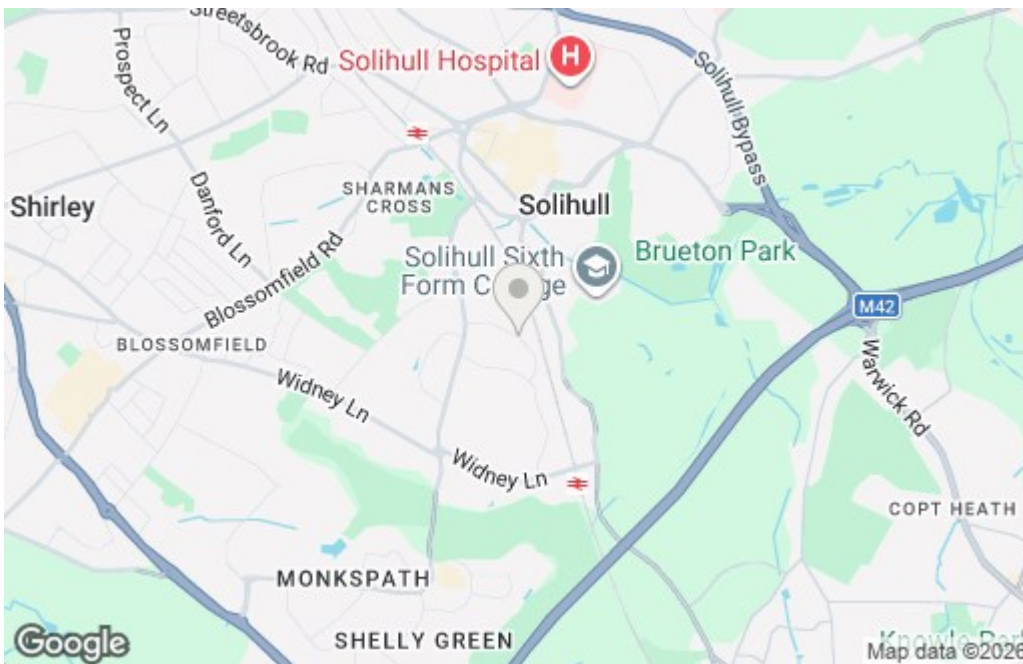 Streetsbrook Rd
Prospect Ln
Solihull Hospital
H
Solihull Bypass
SHARMANS
CROSS
Shirley
Danford Ln
Solihull
Blossomfield Rd
Solihull Sixth
Form C ge
Brueton Park
M42
BLOSSOMFIELD
Widney Ln
Warwick Rd
Widney Ln
COPT HEATH
MONKSPATH
SHELLY GREEN
Google
Knowle
Map data ©2026